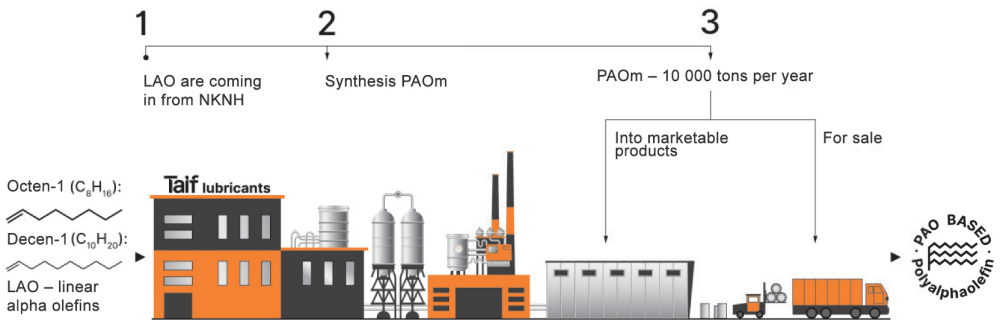 1
2
3
LAO are coming
in from NKNH
Synthesis PAOm
PAOm – 10 000 tons per year
Into marketable
products
For sale
Octen-1 (C₈H₁₆):
Decen-1 (C₁₀H₂₀):
LAO – linear
alpha olefins
Taif lubricants
· PAO BASED ·
Polyalphaolefin